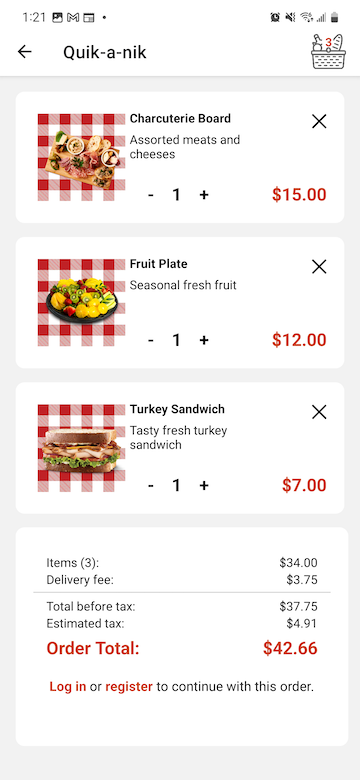 1:21
Quik-a-nik
3
Charcuterie Board
Assorted meats and
cheeses
- 1 + $15.00
Fruit Plate
Seasonal fresh fruit
- 1 + $12.00
Turkey Sandwich
Tasty fresh turkey
sandwich
- 1 + $7.00
Items (3): $34.00
Delivery fee: $3.75
Total before tax: $37.75
Estimated tax: $4.91
Order Total: $42.66
Log in or register to continue with this order.